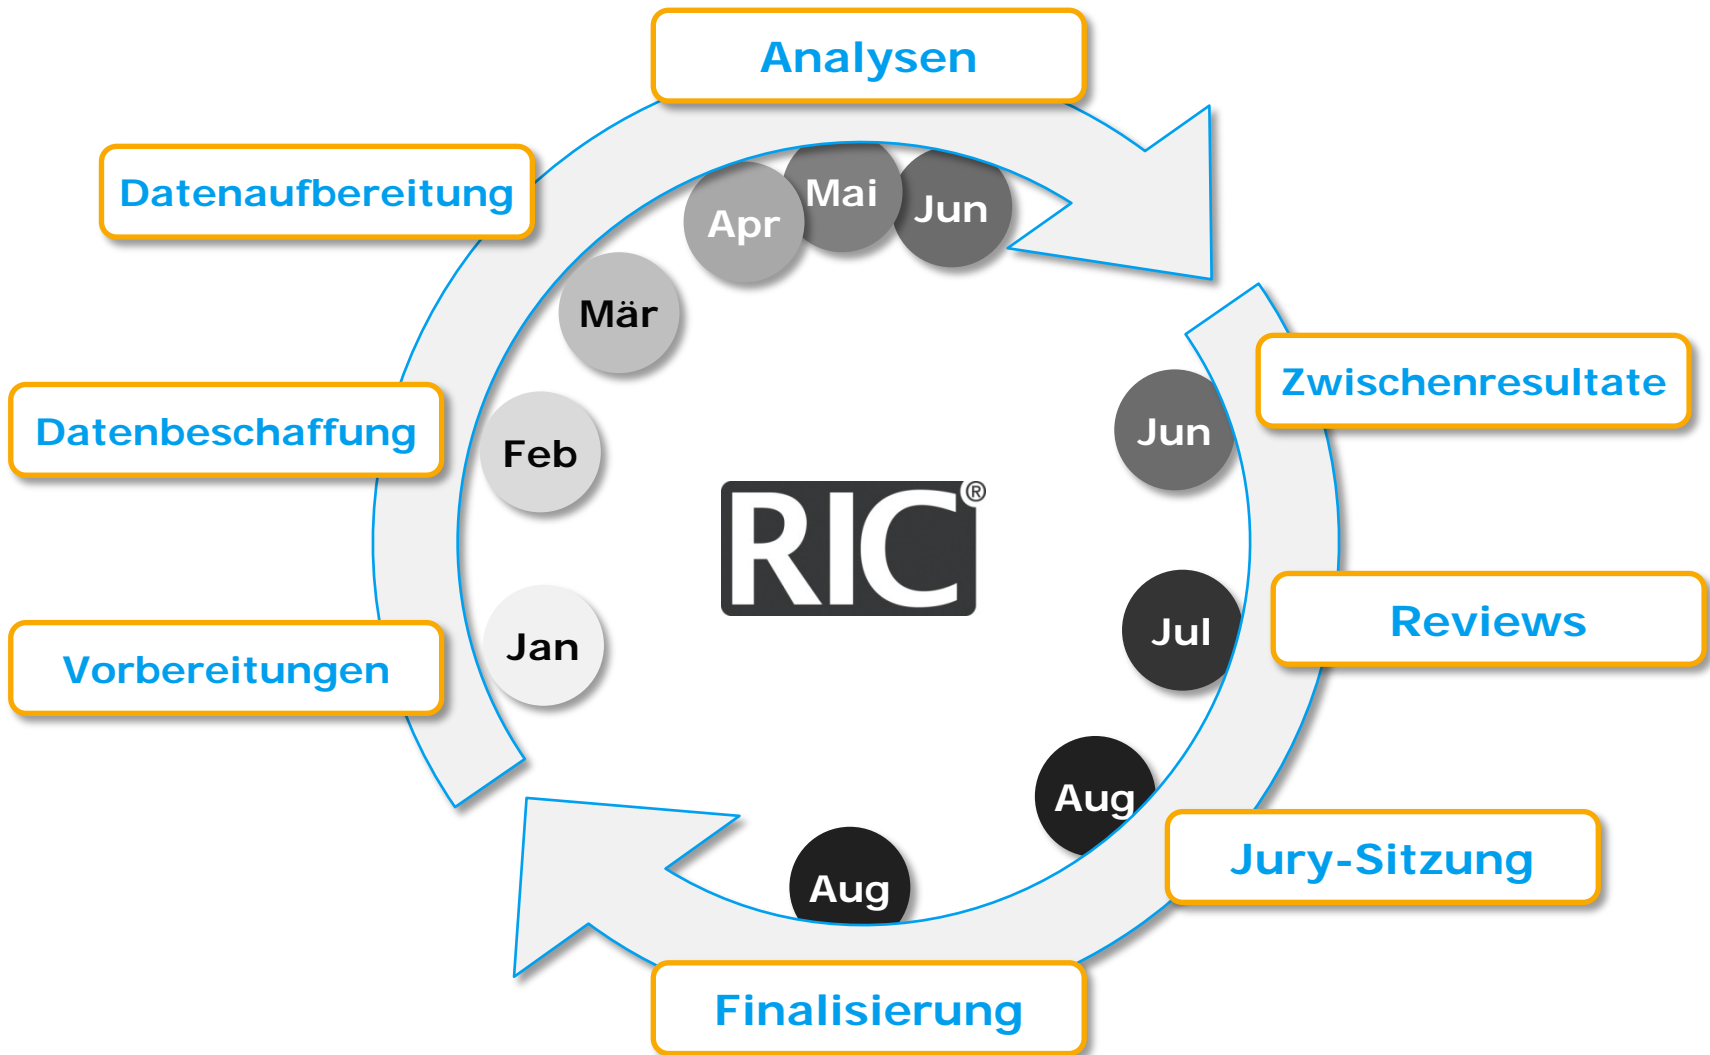 Analysen
Datenaufbereitung
Apr
Mai
Jun
Mär
Datenbeschaffung
Feb
Zwischenresultate
Jun
RIC®
Vorbereitungen
Jan
Jul
Reviews
Aug
Jury-Sitzung
Aug
Finalisierung